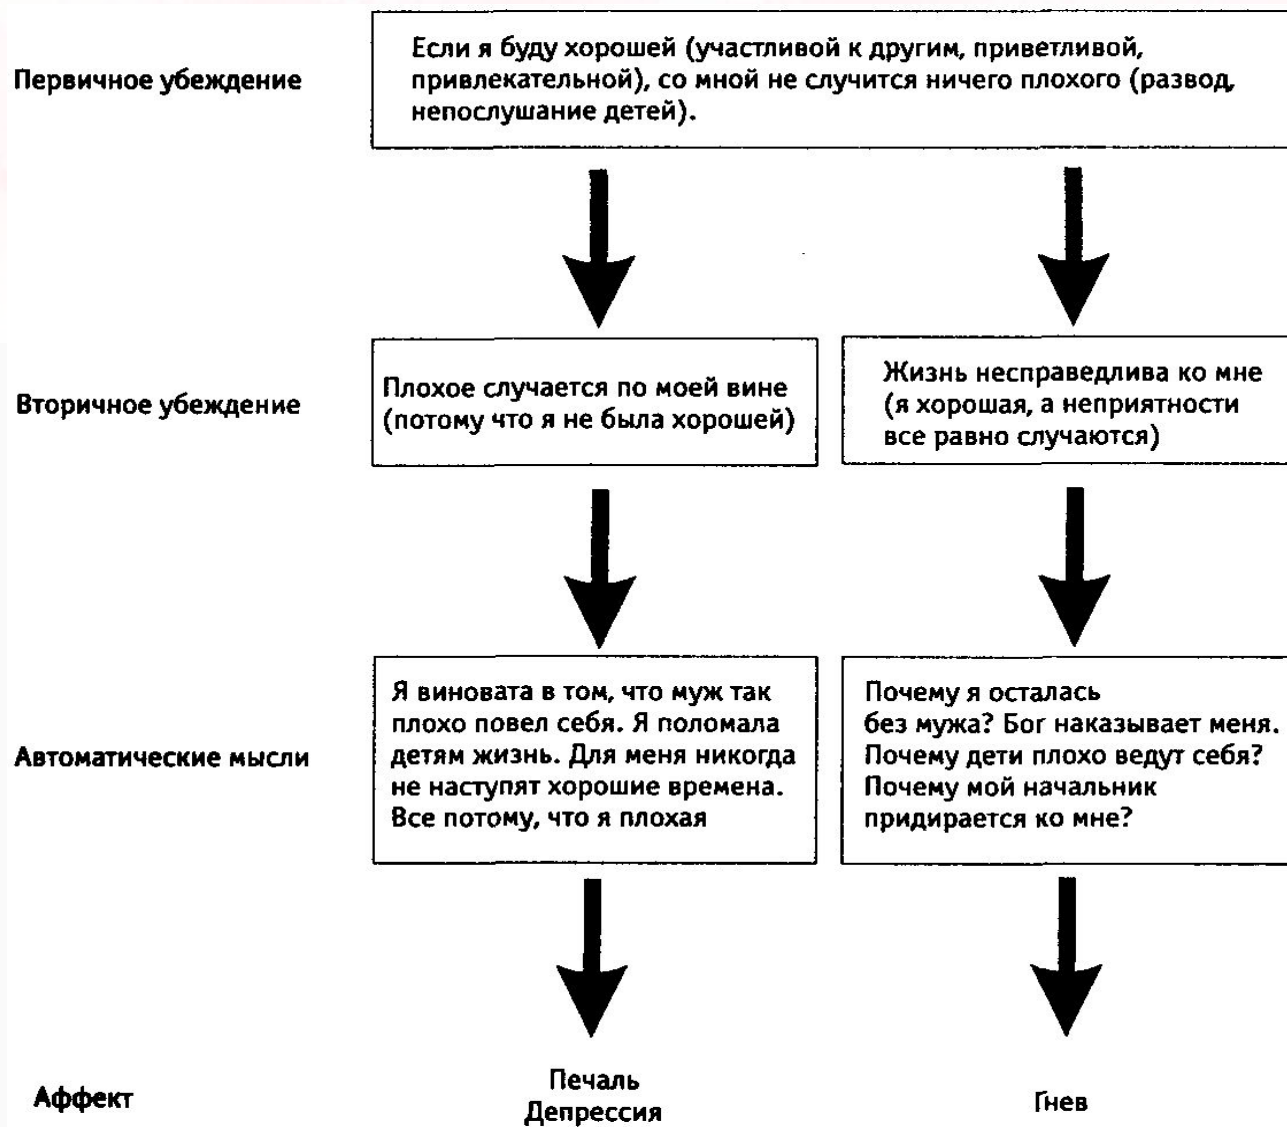 Первичное убеждение
Если я буду хорошей (участливой к другим, приветливой,
привлекательной), со мной не случится ничего плохого (развод,
непослушание детей).
Вторичное убеждение
Плохое случается по моей вине
(потому что я не была хорошей)
Жизнь несправедлива ко мне
(я хорошая, а неприятности
все равно случаются)
Автоматические мысли
Я виновата в том, что муж так
плохо повел себя. Я поломала
детям жизнь. Для меня никогда
не наступят хорошие времена.
Все потому, что я плохая
Почему я осталась
без мужа? Бог наказывает меня.
Почему дети плохо ведут себя?
Почему мой начальник
придирается ко мне?
Аффект
Печаль
Депрессия
Гнев